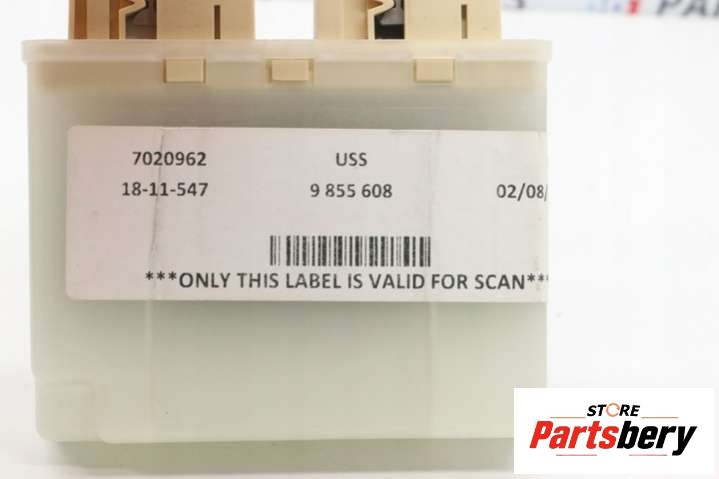 7020962 USS
18-11-547 9 855 608 02/08/
***ONLY THIS LABEL IS VALID FOR SCAN***
STORE
Partsbery